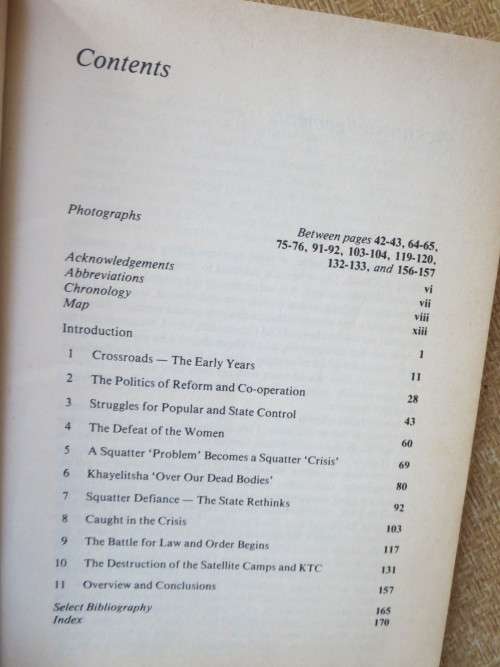 Contents
Photographs
Between pages 42-43, 64-65,
75-76, 91-92, 103-104, 119-120,
132-133, and 156-157
Acknowledgements vi
Abbreviations vii
Chronology viii
Map xiii
Introduction 1
1 Crossroads — The Early Years 11
2 The Politics of Reform and Co-operation 28
3 Struggles for Popular and State Control 43
4 The Defeat of the Women 60
5 A Squatter ‘Problem’ Becomes a Squatter ‘Crisis’ 69
6 Khayelitsha ‘Over Our Dead Bodies’ 80
7 Squatter Defiance — The State Rethinks 92
8 Caught in the Crisis 103
9 The Battle for Law and Order Begins 117
10 The Destruction of the Satellite Camps and KTC 131
11 Overview and Conclusions 157
Select Bibliography 165
Index 170